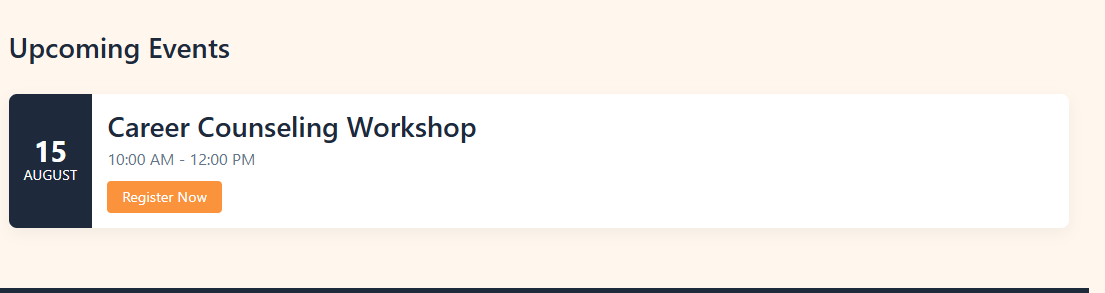 Upcoming Events
15
AUGUST
Career Counseling Workshop
10:00 AM - 12:00 PM
Register Now